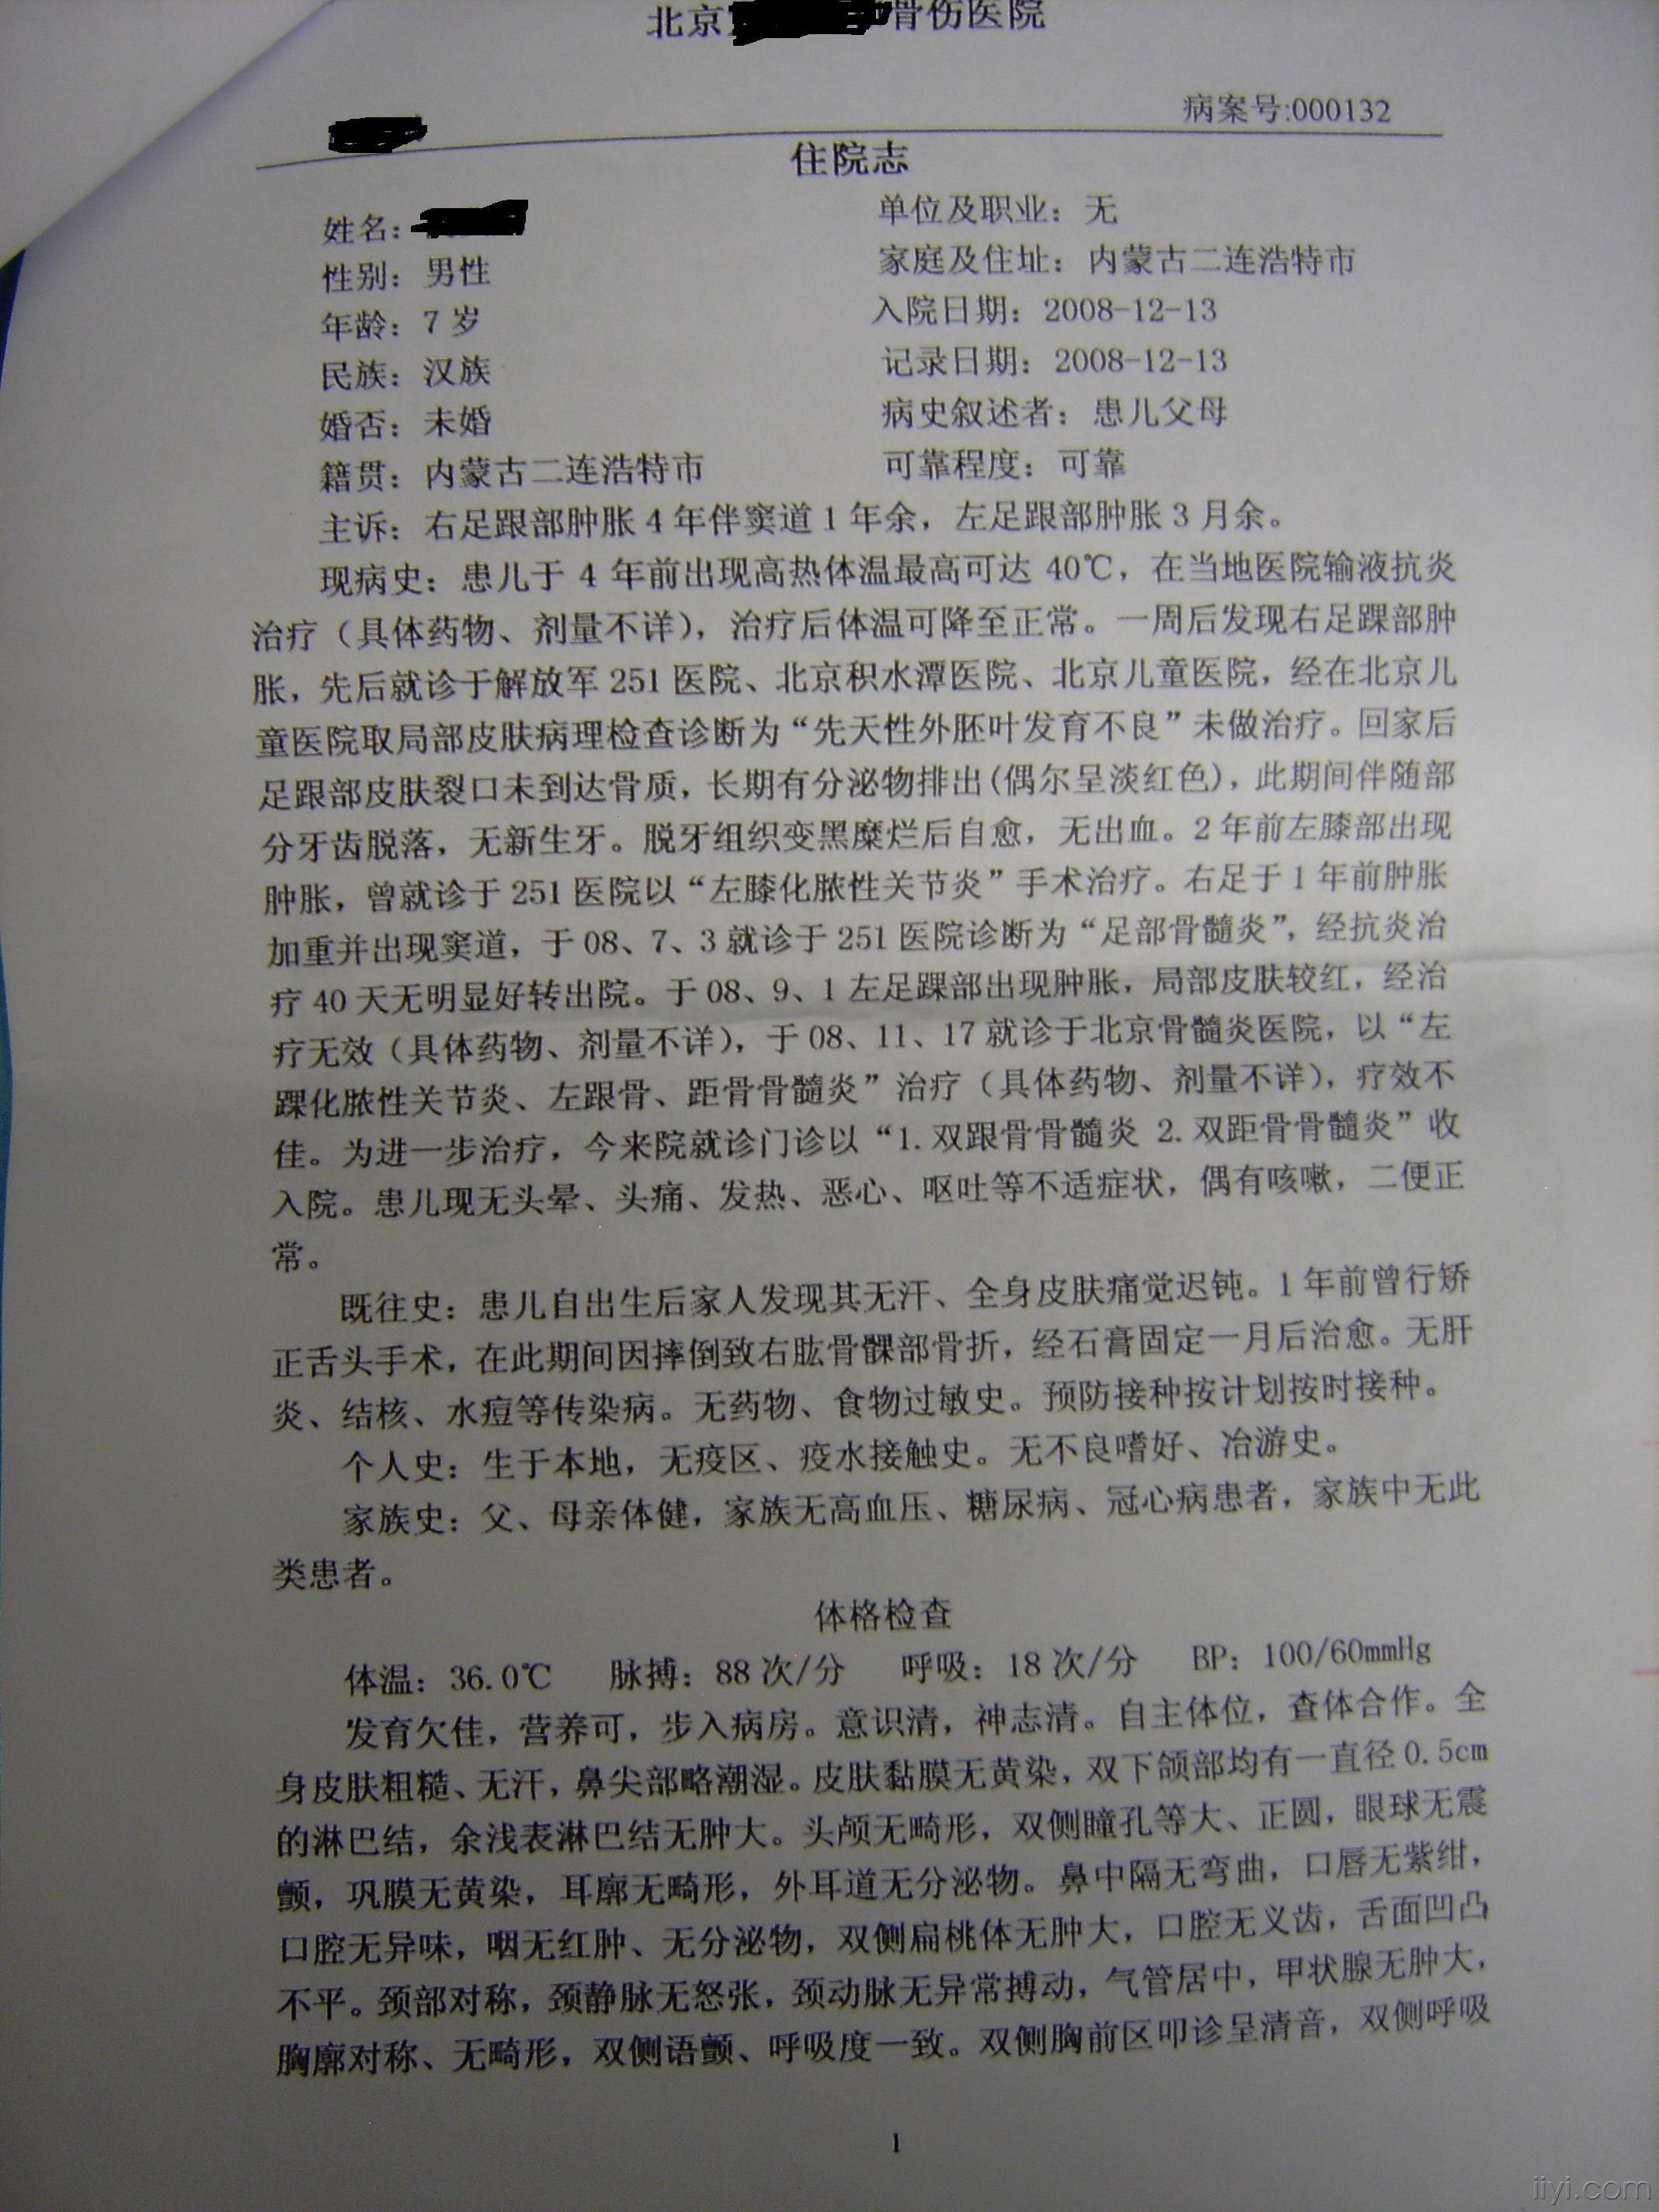 北京 骨伤医院
病案号:000132
住院志
姓名:
单位及职业: 无
性别: 男性
家庭及住址: 内蒙古二连浩特市
年龄: 7 岁
入院日期: 2008-12-13
民族: 汉族
记录日期: 2008-12-13
婚否: 未婚
病史叙述者: 患儿父母
籍贯: 内蒙古二连浩特市
可靠程度: 可靠
主诉: 右足跟部肿胀 4 年伴窦道 1 年余, 左足跟部肿胀 3 月余。
现病史: 患儿于 4 年前出现高热体温最高可达 40℃, 在当地医院输液抗炎
治疗 (具体药物、剂量不详), 治疗后体温可降至正常。一周后发现右足踝部肿
胀, 先后就诊于解放军 251 医院、北京积水潭医院、北京儿童医院, 经在北京儿
童医院取局部皮肤病理检查诊断为“先天性外胚叶发育不良”未做治疗。回家后
足跟部皮肤裂口未到达骨质, 长期有分泌物排出(偶尔呈淡红色), 此期间伴随部
分牙齿脱落, 无新生牙。脱牙组织变黑糜烂后自愈, 无出血。2 年前左膝部出现
肿胀, 曾就诊于 251 医院以“左膝化脓性关节炎”手术治疗。右足于 1 年前肿胀
加重并出现窦道, 于 08、7、3 就诊于 251 医院诊断为“足部骨髓炎”, 经抗炎治
疗 40 天无明显好转出院。于 08、9、1 左足踝部出现肿胀, 局部皮肤较红, 经治
疗无效 (具体药物、剂量不详), 于 08、11、17 就诊于北京骨髓炎医院, 以“左
踝化脓性关节炎、左跟骨、距骨骨髓炎”治疗 (具体药物、剂量不详), 疗效不
佳。为进一步治疗, 今来院就诊门诊以“1.双跟骨骨髓炎 2.双距骨骨髓炎”收
入院。患儿现无头晕、头痛、发热、恶心、呕吐等不适症状, 偶有咳嗽, 二便正
常。
既往史: 患儿自出生后家人发现其无汗、全身皮肤痛觉迟钝。1 年前曾行矫
正舌头手术, 在此期间因摔倒致右肱骨髁部骨折, 经石膏固定一月后治愈。无肝
炎、结核、水痘等传染病。无药物、食物过敏史。预防接种按计划按时接种。
个人史: 生于本地, 无疫区、疫水接触史。无不良嗜好、冶游史。
家族史: 父、母亲体健, 家族无高血压、糖尿病、冠心病患者, 家族中无此
类患者。
体格检查
体温: 36.0℃ 脉搏: 88 次/分 呼吸: 18 次/分 BP: 100/60mmHg
发育欠佳, 营养可, 步入病房。意识清, 神志清。自主体位, 查体合作。全
身皮肤粗糙、无汗, 鼻尖部略潮湿。皮肤黏膜无黄染, 双下颌部均有一直径 0.5cm
的淋巴结, 余浅表淋巴结无肿大。头颅无畸形, 双侧瞳孔等大、正圆, 眼球无震
颤, 巩膜无黄染, 耳廓无畸形, 外耳道无分泌物。鼻中隔无弯曲, 口唇无紫绀,
口腔无异味, 咽无红肿、无分泌物, 双侧扁桃体无肿大, 口腔无义齿, 舌面凹凸
不平。颈部对称, 颈静脉无怒张, 颈动脉无异常搏动, 气管居中, 甲状腺无肿大,
胸廓对称、无畸形, 双侧语颤、呼吸度一致。双侧胸前区叩诊呈清音, 双侧呼吸
1
iiyi.com